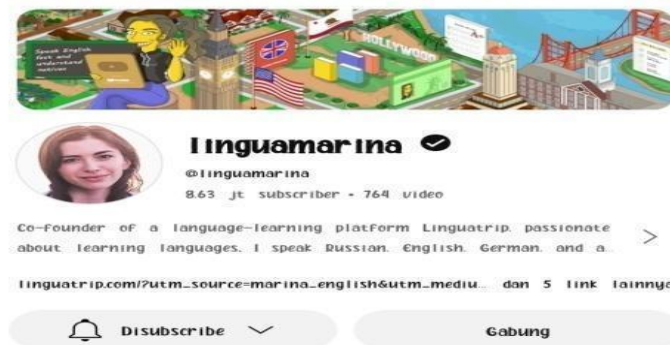 Speak English
fast and
understand
natives
HOLLYWOOD
linguamarina
@linguamarina
8.63 jt subscriber • 764 video
Co-founder of a language-learning platform Linguatrip. passionate
about learning languages. I speak Russian. English. German. and a...
linguatrip.com/?utm_source=marina_english&utm_mediu... dan 5 link lainnya
Disubscribe
Gabung